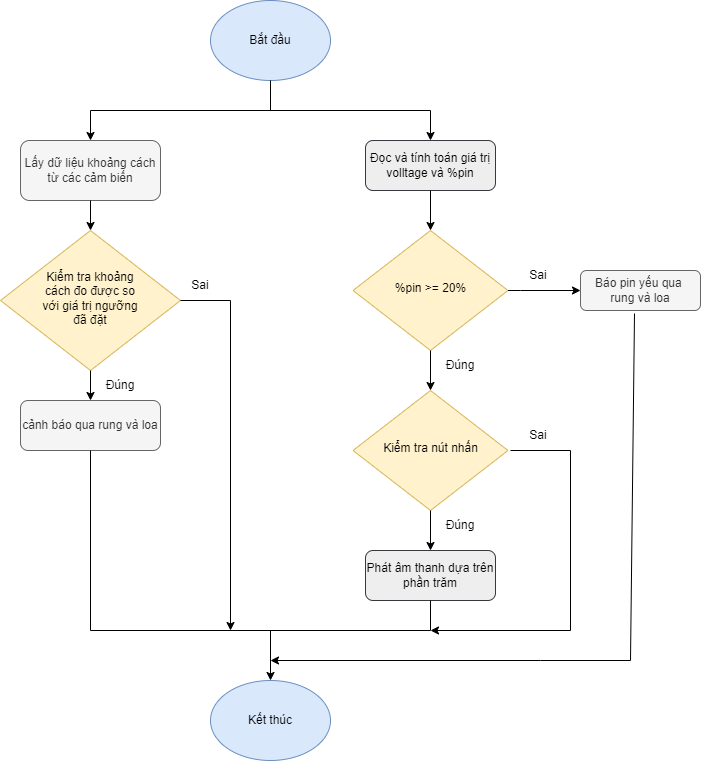 Bắt đầu
Lấy dữ liệu khoảng cách
từ các cảm biến
Đọc và tính toán giá trị
volltage và %pin
Kiểm tra khoảng
cách đo được so
với giá trị ngưỡng
đã đặt
Sai
%pin >= 20%
Sai
Báo pin yếu qua
rung và loa
Đúng
Đúng
cảnh báo qua rung và loa
Kiểm tra nút nhấn
Sai
Đúng
Phát âm thanh dựa trên
phần trăm
Kết thúc